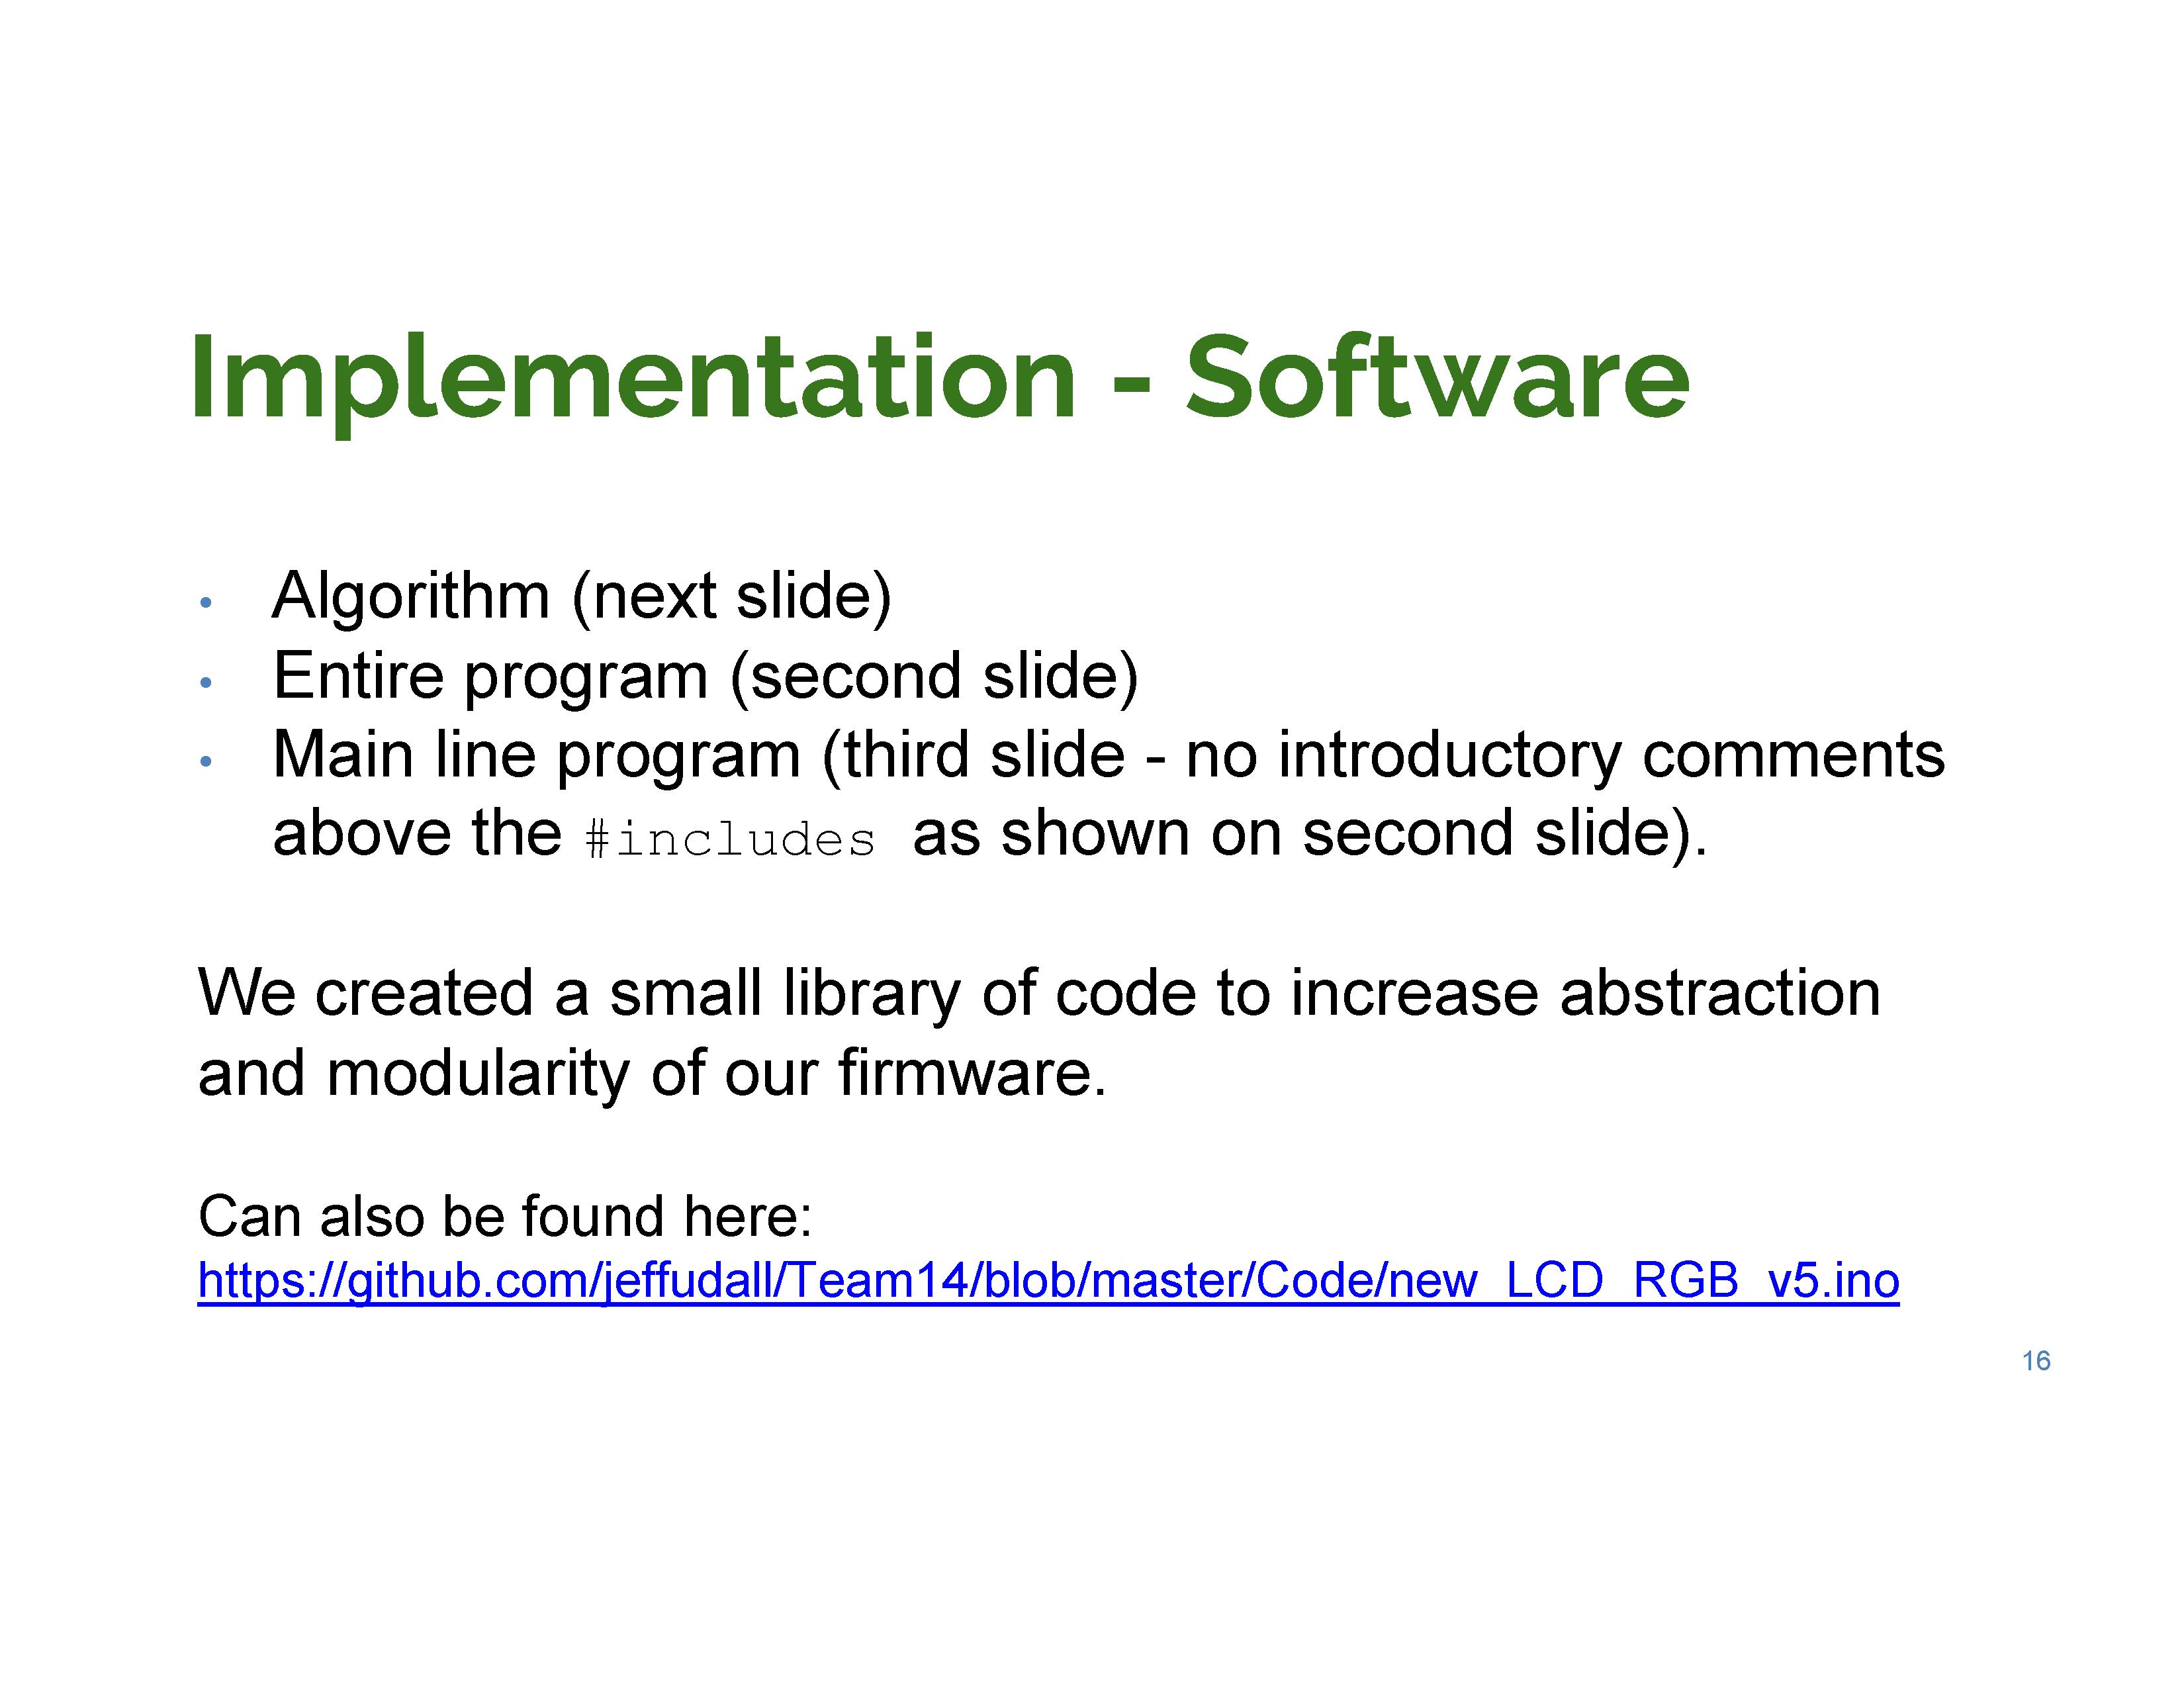 Implementation - Software
• Algorithm (next slide)
• Entire program (second slide)
• Main line program (third slide - no introductory comments
above the #includes as shown on second slide).
We created a small library of code to increase abstraction
and modularity of our firmware.
Can also be found here:
https://github.com/jeffudall/Team14/blob/master/Code/new_LCD_RGB_v5.ino
16